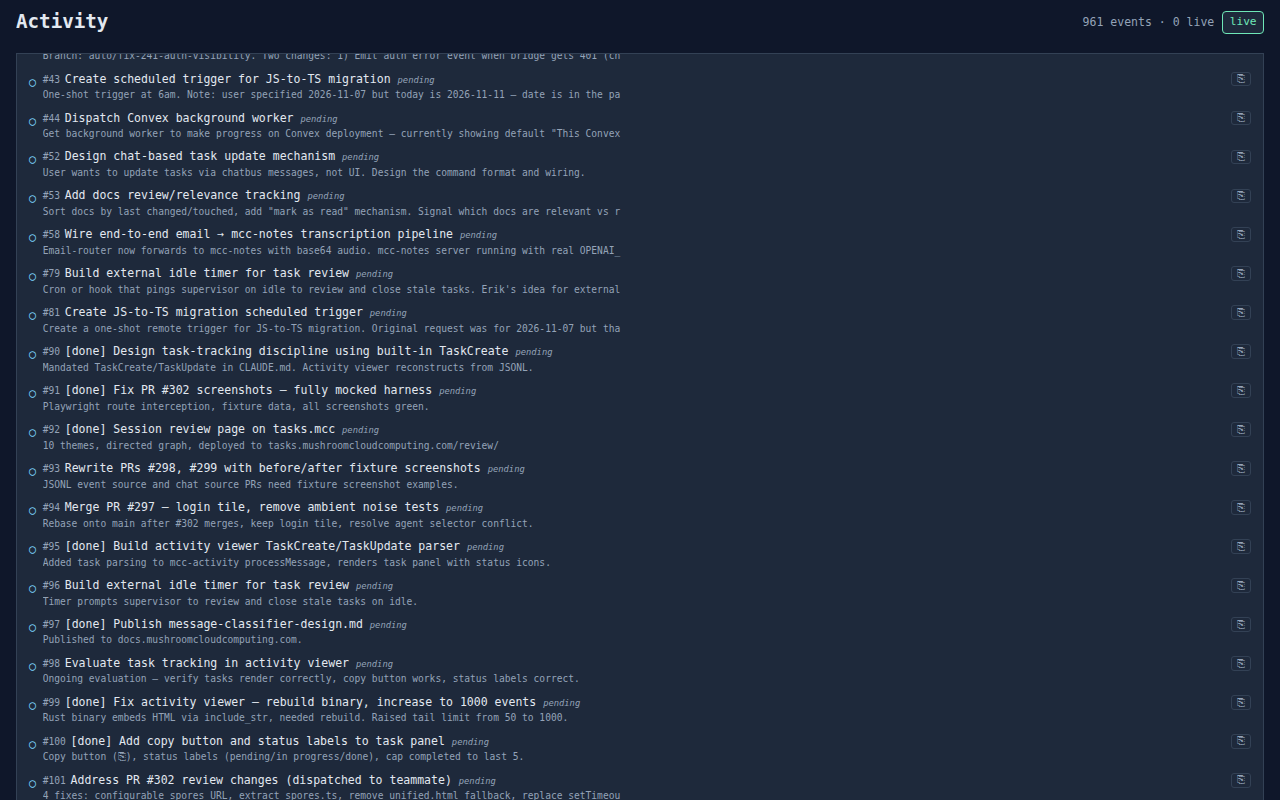 Activity
961 events · 0 live live
Branch: auto/fix-241-auth-visibility. Two changes: 1) Emit auth error event when bridge gets 401 (ch
#43 Create scheduled trigger for JS-to-TS migration pending
One-shot trigger at 6am. Note: user specified 2026-11-07 but today is 2026-11-11 — date is in the pa
#44 Dispatch Convex background worker pending
Get background worker to make progress on Convex deployment — currently showing default "This Convex
#52 Design chat-based task update mechanism pending
User wants to update tasks via chatbus messages, not UI. Design the command format and wiring.
#53 Add docs review/relevance tracking pending
Sort docs by last changed/touched, add "mark as read" mechanism. Signal which docs are relevant vs r
#58 Wire end-to-end email → mcc-notes transcription pipeline pending
Email-router now forwards to mcc-notes with base64 audio. mcc-notes server running with real OPENAI_
#79 Build external idle timer for task review pending
Cron or hook that pings supervisor on idle to review and close stale tasks. Erik's idea for external
#81 Create JS-to-TS migration scheduled trigger pending
Create a one-shot remote trigger for JS-to-TS migration. Original request was for 2026-11-07 but tha
#90 [done] Design task-tracking discipline using built-in TaskCreate pending
Mandated TaskCreate/TaskUpdate in CLAUDE.md. Activity viewer reconstructs from JSONL.
#91 [done] Fix PR #302 screenshots — fully mocked harness pending
Playwright route interception, fixture data, all screenshots green.
#92 [done] Session review page on tasks.mcc pending
10 themes, directed graph, deployed to tasks.mushroomcloudcomputing.com/review/
#93 Rewrite PRs #298, #299 with before/after fixture screenshots pending
JSONL event source and chat source PRs need fixture screenshot examples.
#94 Merge PR #297 — login tile, remove ambient noise tests pending
Rebase onto main after #302 merges, keep login tile, resolve agent selector conflict.
#95 [done] Build activity viewer TaskCreate/TaskUpdate parser pending
Added task parsing to mcc-activity processMessage, renders task panel with status icons.
#96 Build external idle timer for task review pending
Timer prompts supervisor to review and close stale tasks on idle.
#97 [done] Publish message-classifier-design.md pending
Published to docs.mushroomcloudcomputing.com.
#98 Evaluate task tracking in activity viewer pending
Ongoing evaluation — verify tasks render correctly, copy button works, status labels correct.
#99 [done] Fix activity viewer — rebuild binary, increase to 1000 events pending
Rust binary embeds HTML via include_str, needed rebuild. Raised tail limit from 50 to 1000.
#100 [done] Add copy button and status labels to task panel pending
Copy button (⎘), status labels (pending/in progress/done), cap completed to last 5.
#101 Address PR #302 review changes (dispatched to teammate) pending
4 fixes: configurable spores URL, extract spores.ts, remove unified.html fallback, replace setTimeou